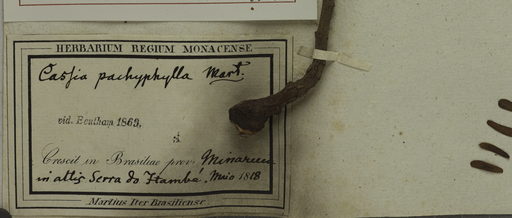 HERBARIUM REGIUM MONACENSE.
Cassia pachyphylla Mart.
vid. Bentham 1869.
Crescit in Brasiliae prov. Minarum
in altis Serra do Itambé. Maio 1818
Martius Iter Brasiliense